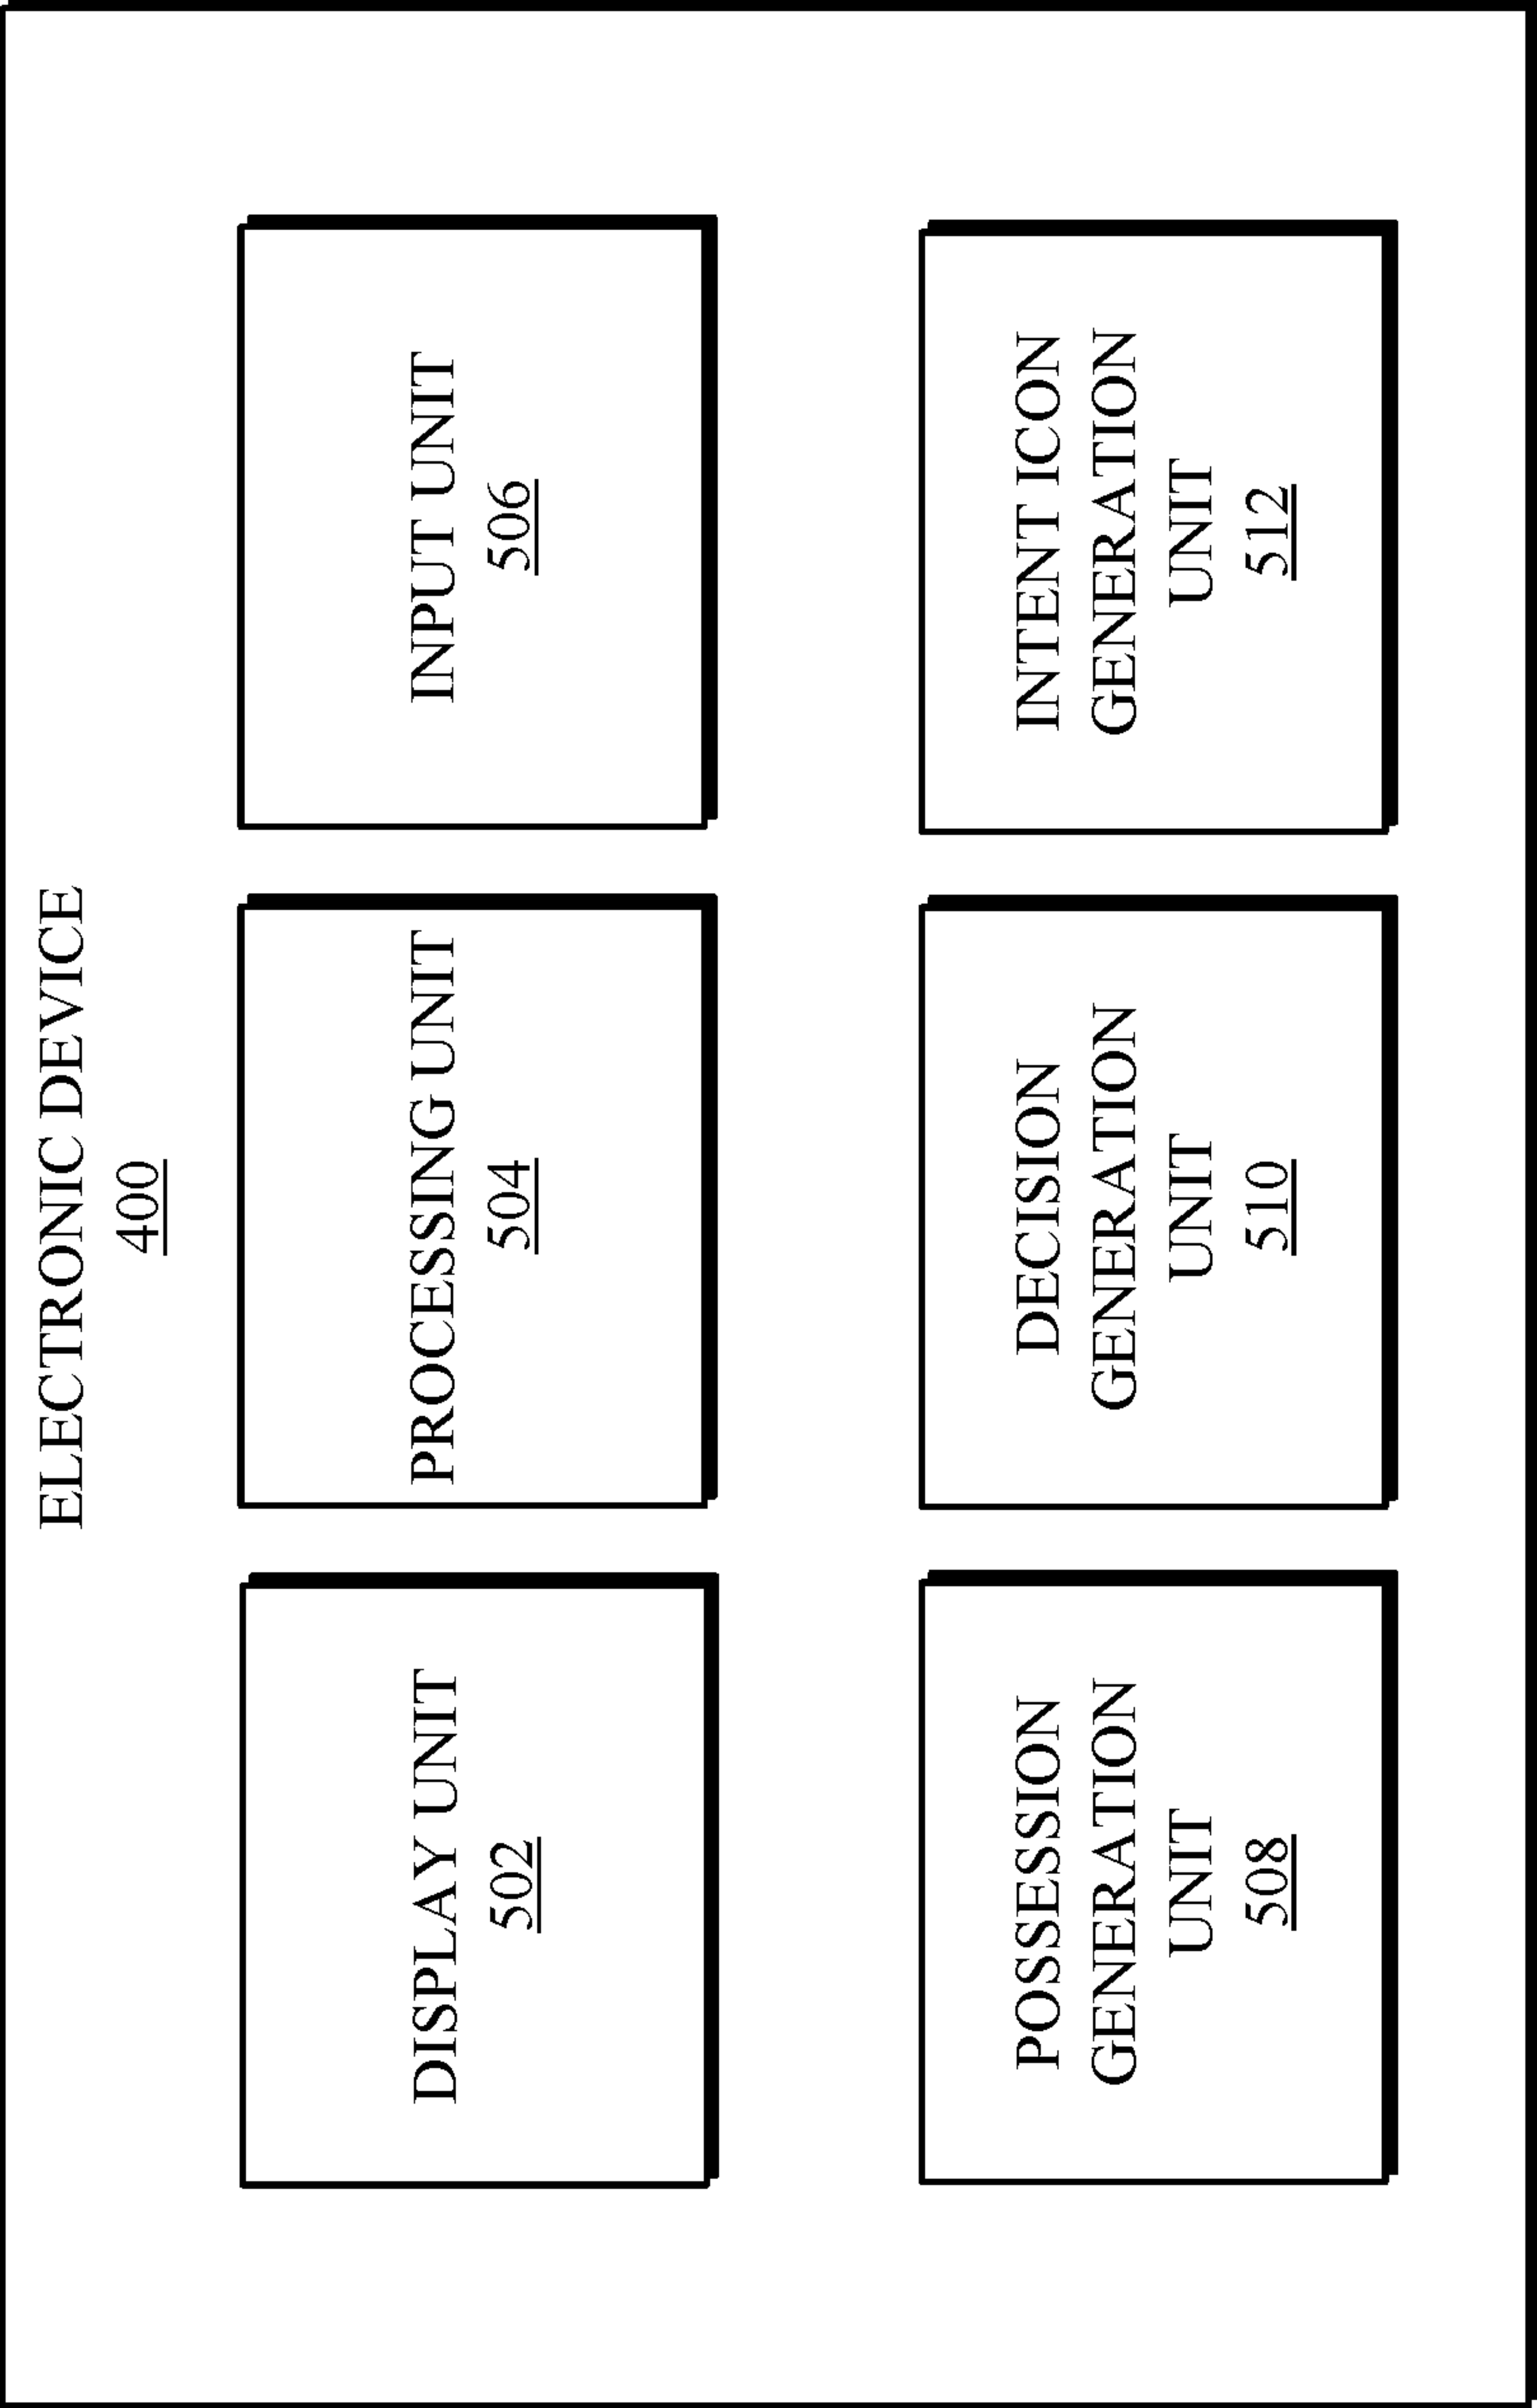 ELECTRONIC DEVICE
400
DISPLAY UNIT
502
PROCESSING UNIT
504
INPUT UNIT
506
POSSESSION
GENERATION
UNIT
508
DECISION
GENERATION
UNIT
510
INTENT ICON
GENERATION
UNIT
512